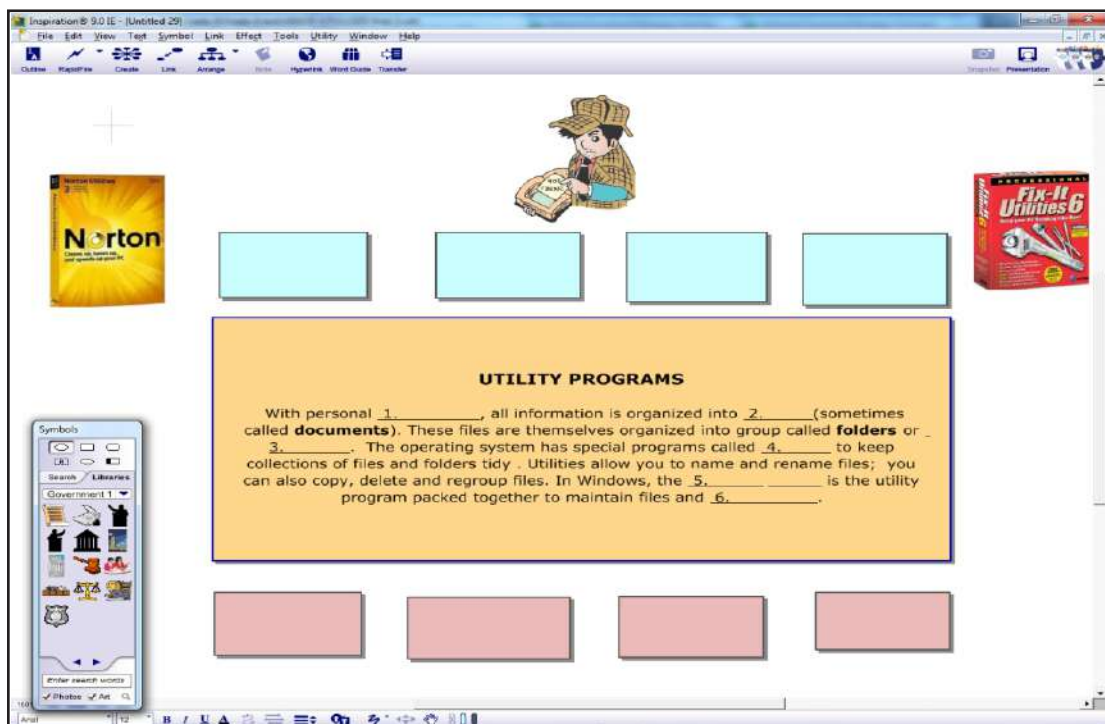 Inspiration® 9.0 IE - [Untitled 29]
File Edit View Text Symbol Link Effect Tools Utility Window Help
Outline RapidFire Create Link Arrange Note Hyperlink Word Guide Transfer Snapshot Presentation
Norton Utilities
Norton
PROFESSIONAL
Fix-It
Utilities 6
UTILITY PROGRAMS
With personal 1.________, all information is organized into 2.______(sometimes
called documents). These files are themselves organized into group called folders or _
3.________. The operating system has special programs called 4._____ to keep
collections of files and folders tidy . Utilities allow you to name and rename files; you
can also copy, delete and regroup files. In Windows, the 5.______ ______ is the utility
program packed together to maintain files and 6._________.
Symbols
Search Libraries
Government 1
Enter search words
Photos Art
Arial 12 B I U A